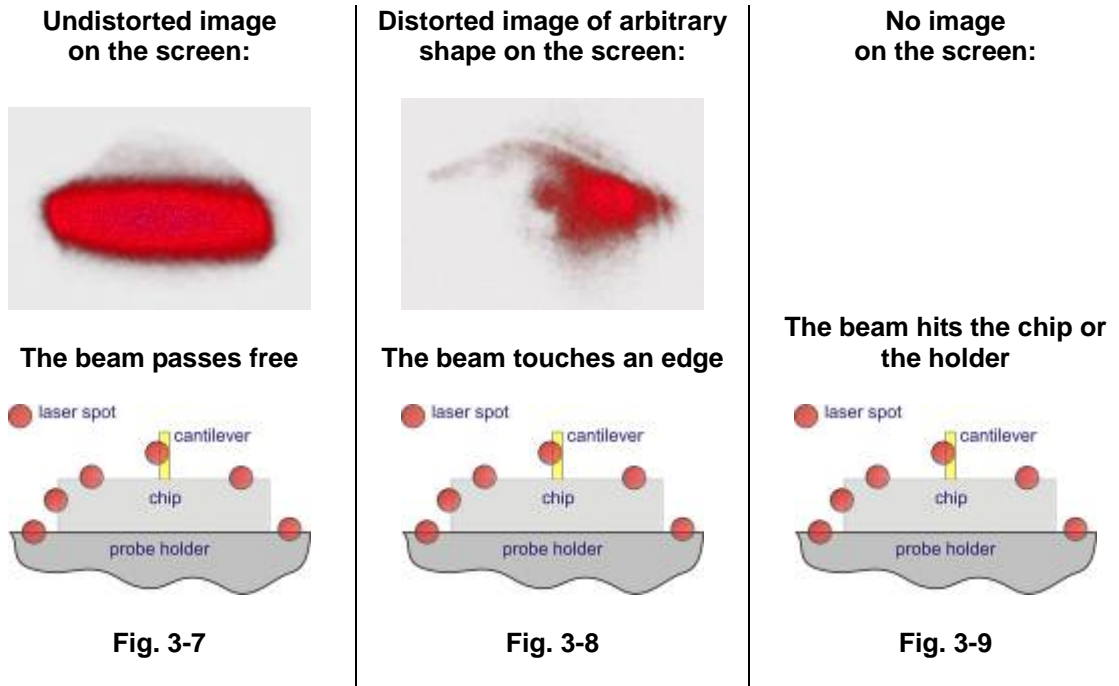 Undistorted image
on the screen:
The beam passes free
laser spot
cantilever
chip
probe holder
Fig. 3-7
Distorted image of arbitrary
shape on the screen:
The beam touches an edge
laser spot
cantilever
chip
probe holder
Fig. 3-8
No image
on the screen:
The beam hits the chip or
the holder
laser spot
cantilever
chip
probe holder
Fig. 3-9